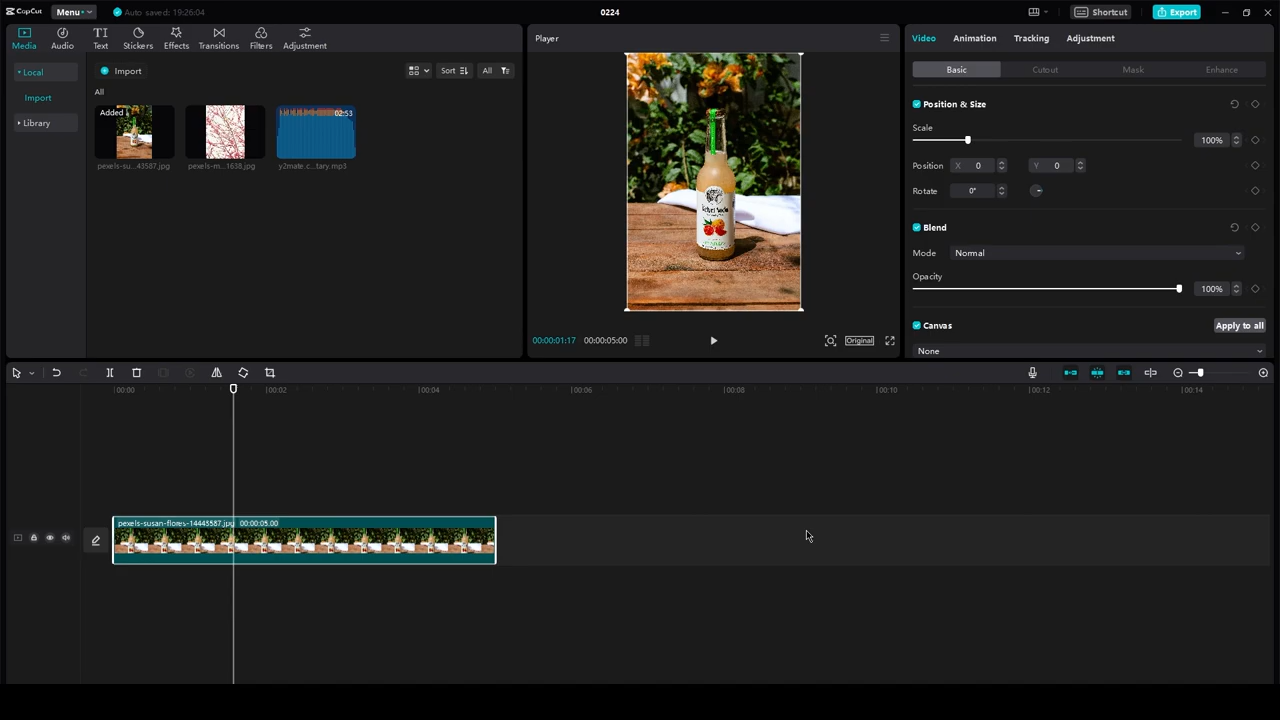 CapCut Menu Auto saved: 19:26:04 0224 Shortcut Export
Media Audio Text Stickers Effects Transitions Filters Adjustment
Player
Video Animation Tracking Adjustment
Local
Import
Library
Import Sort All
All
Added
02:53
pexels-su...43587.jpg pexels-m...1638.jpg y2mate.c...tary.mp3
00:00:01:17 00:00:05:00 Original
Basic Cutout Mask Enhance
Position & Size
Scale
100%
Position X 0 Y 0
Rotate 0°
Blend
Mode Normal
Opacity
100%
Canvas Apply to all
None
00:00 00:02 00:04 00:06 00:08 00:10 00:12 00:14
pexels-susan-flores-14443587.jpg 00:00:05:00